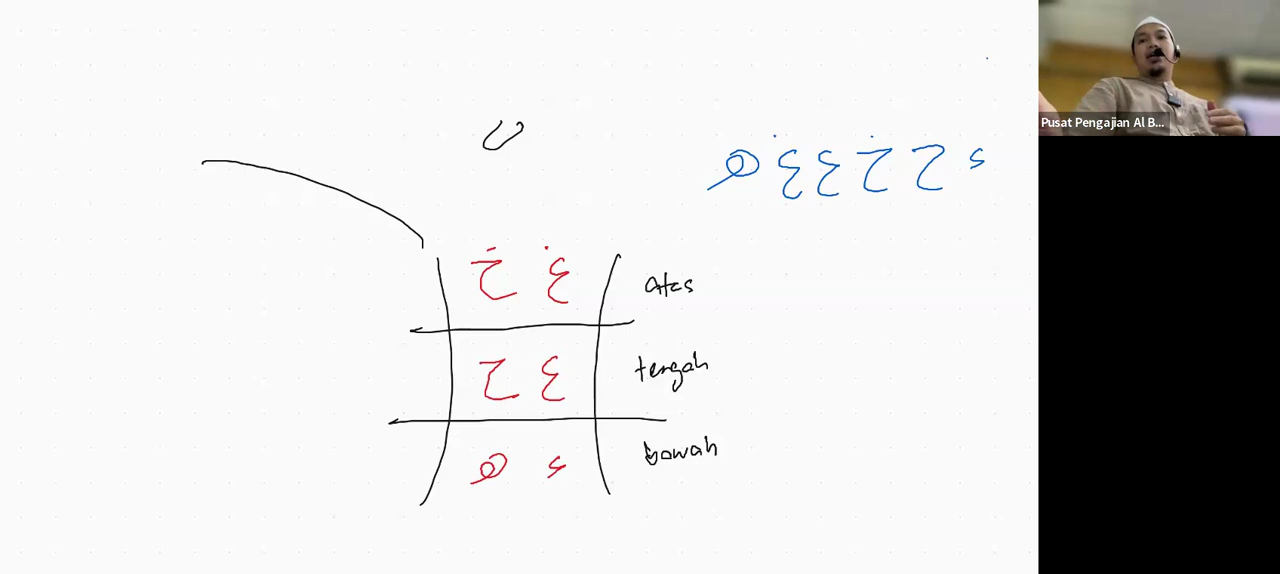 ء ح خ ع غ ه
غ خ
atas
ع ح
tengah
ء ه
bawah
Pusat Pengajian Al B...